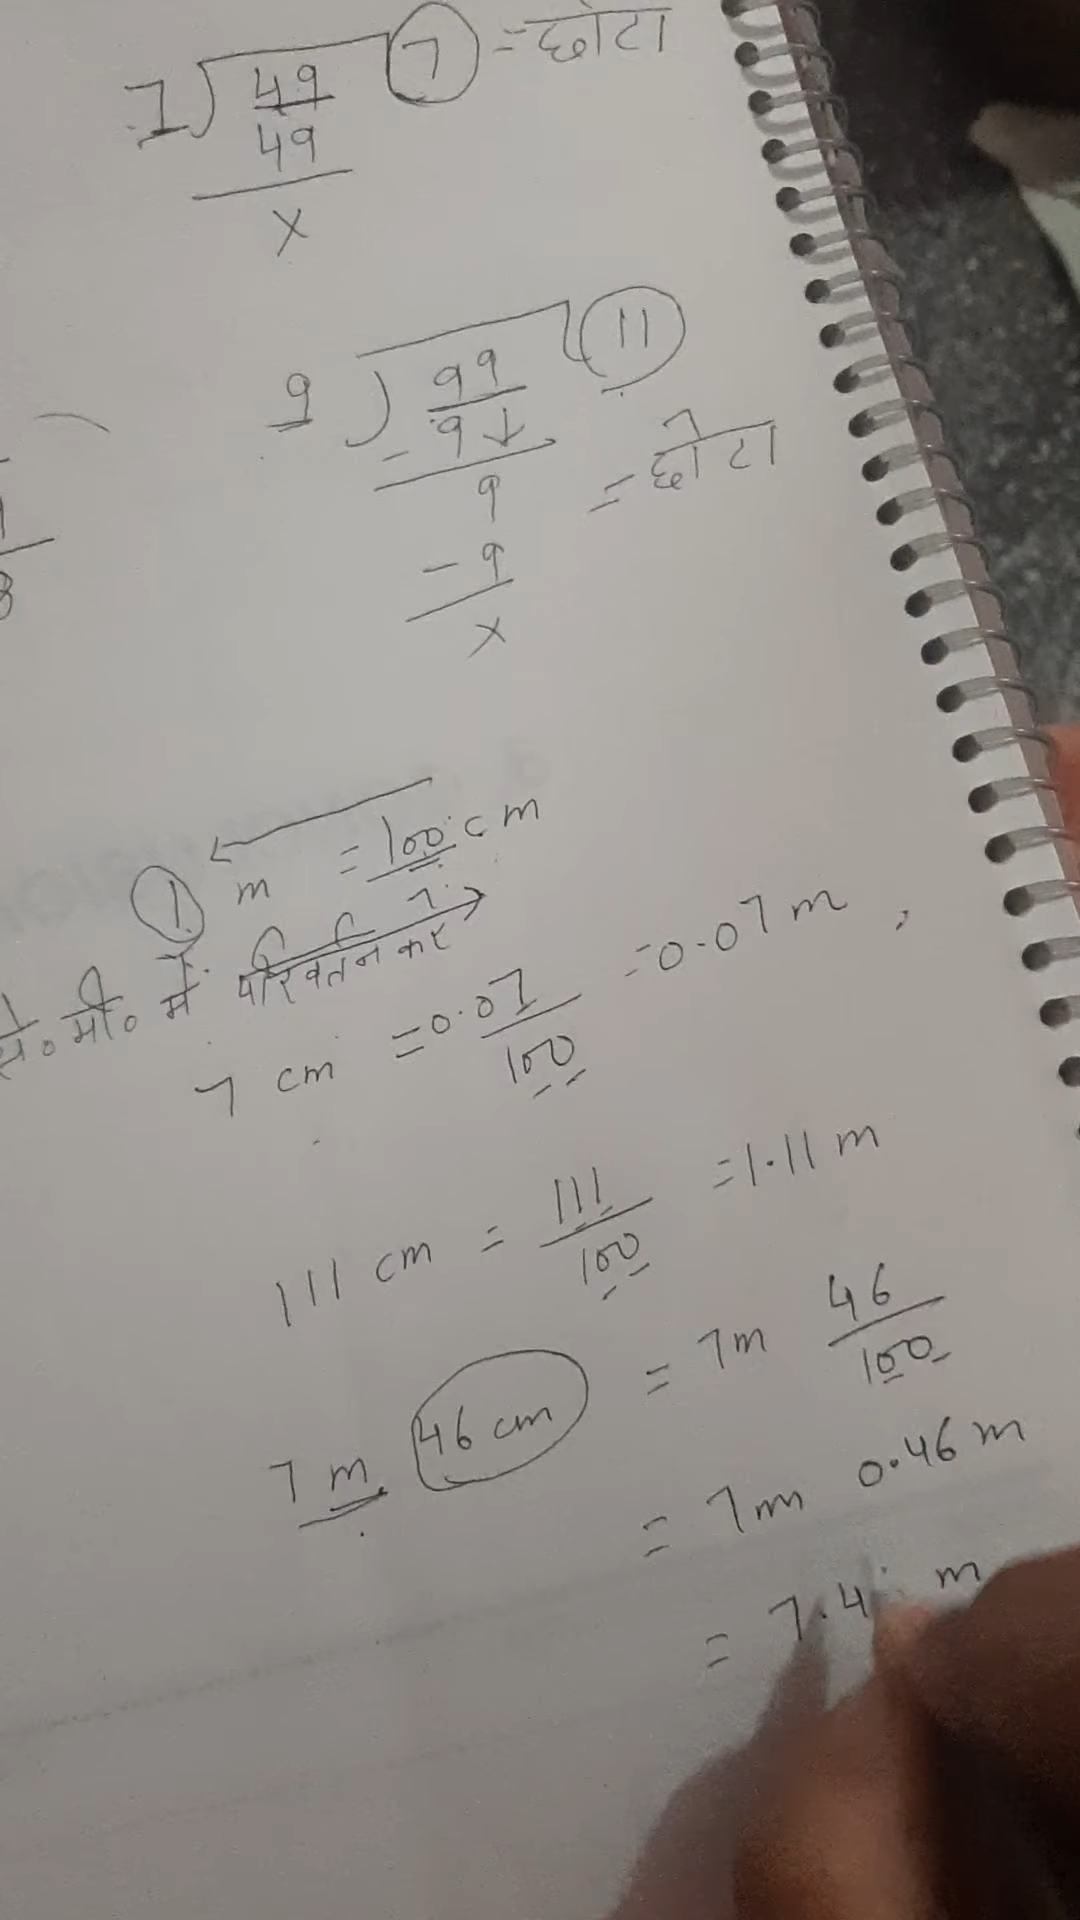 7) 49 (7 = छोटा
49
x
9) 99 (11
- 9↓ = छोटा
9
- 9
x
1 m = 100 cm
मी० में परिवर्तन करें
7 cm = 0.07/100 = 0.07 m,
111 cm = 111/100 = 1.11 m
7 m 46 cm = 7m 46/100
= 7m 0.46 m
= 7.4 m